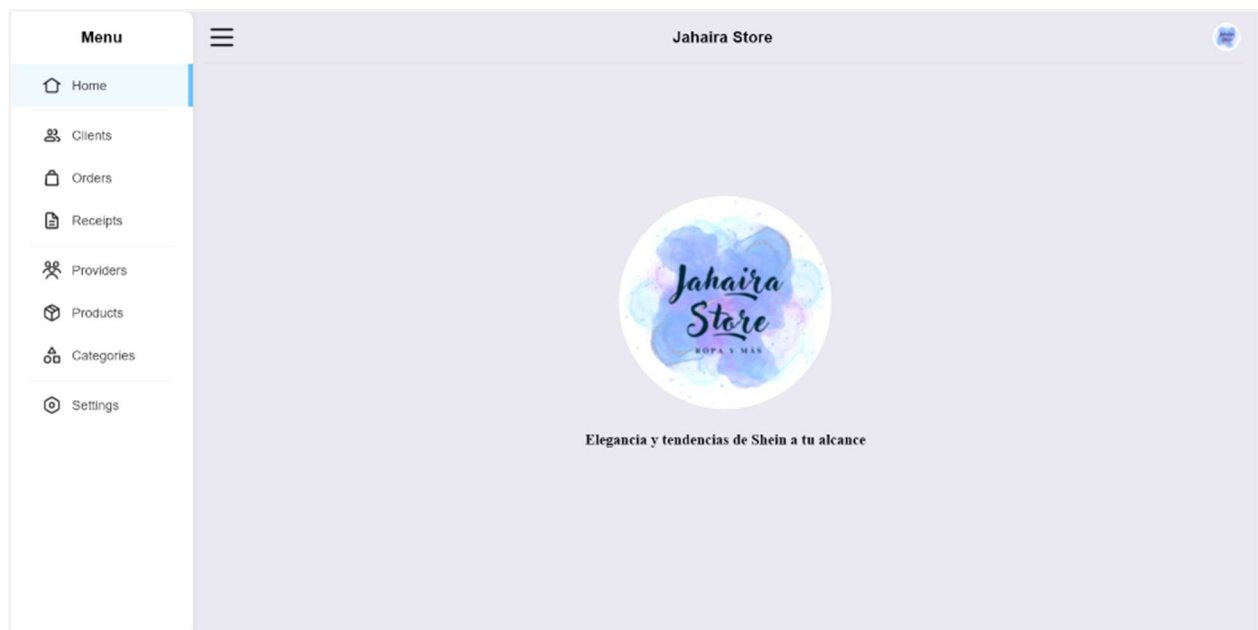 Menu
Jahaira Store
Home
Clients
Orders
Receipts
Providers
Products
Categories
Settings
Jahaira
Store
ROPA Y MÁS
Elegancia y tendencias de Shein a tu alcance